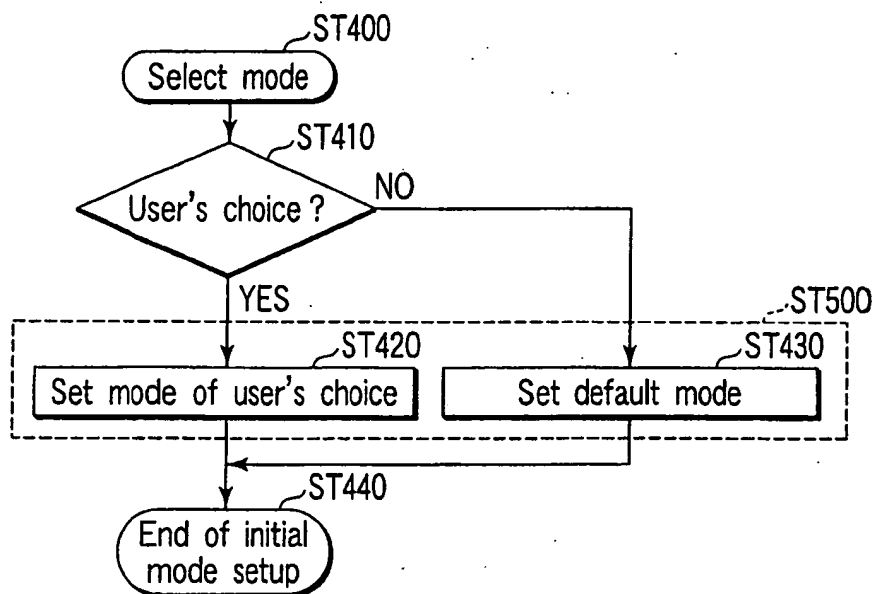 ST400
Select mode
ST410
User's choice ?
NO
YES
ST500
ST420
ST430
Set mode of user's choice
Set default mode
ST440
End of initial
mode setup